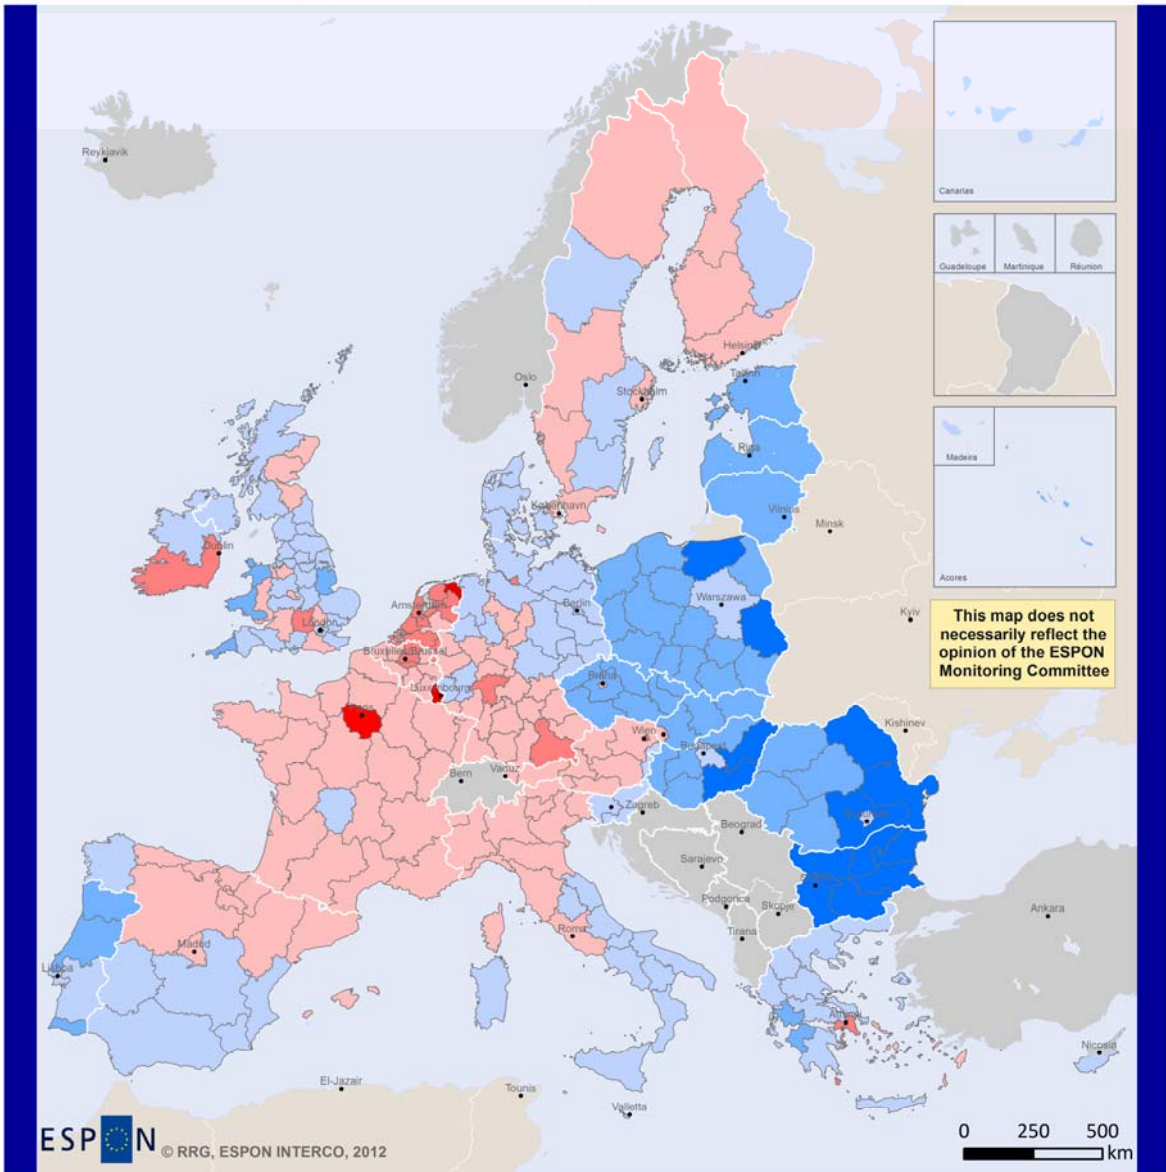 Reykjavik
Canarias
Guadeloupe
Martinique
Réunion
Oslo
Helsinki
Tallinn
Stockholm
Riga
Madeira
København
Vilnius
Minsk
Dublin
Acores
Amsterdam
Berlin
Warszawa
London
Kyiv
This map does not
necessarily reflect the
opinion of the ESPON
Monitoring Committee
Bruxelles/Brussel
Luxembourg
Praha
Paris
Wien
Kishinev
Budapest
Bern
Vaduz
Zagreb
Beograd
Sarajevo
Podgorica
Skopje
Ankara
Roma
Tirana
Madrid
Lisboa
Nicosia
El-Jazair
Tounis
Valletta
0 250 500
km
ESPON
© RRG, ESPON INTERCO, 2012